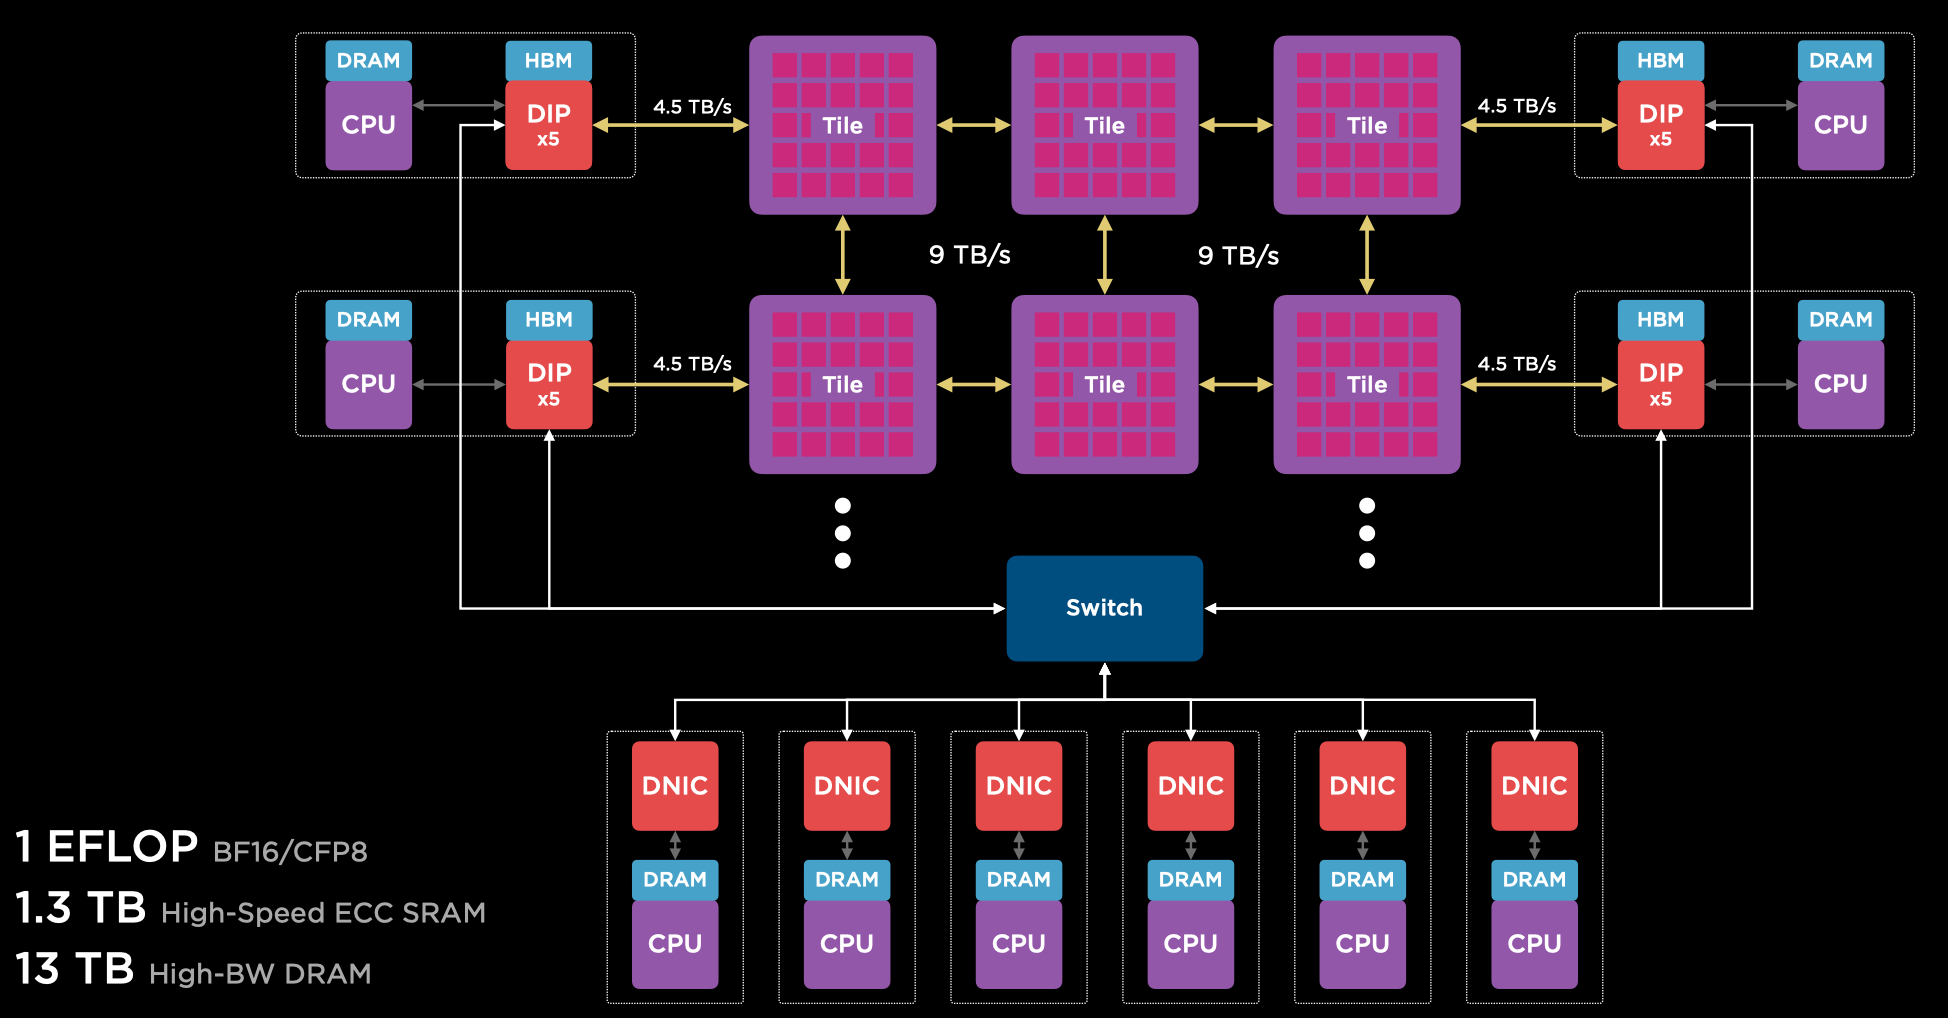 DRAM
HBM
HBM
DRAM
CPU
DIP
x5
4.5 TB/s
Tile
Tile
Tile
4.5 TB/s
DIP
x5
CPU
9 TB/s
9 TB/s
DRAM
HBM
HBM
DRAM
CPU
DIP
x5
4.5 TB/s
Tile
Tile
Tile
4.5 TB/s
DIP
x5
CPU
Switch
DNIC
DNIC
DNIC
DNIC
DNIC
DNIC
DRAM
DRAM
DRAM
DRAM
DRAM
DRAM
CPU
CPU
CPU
CPU
CPU
CPU
1 EFLOP BF16/CFP8
1.3 TB High-Speed ECC SRAM
13 TB High-BW DRAM